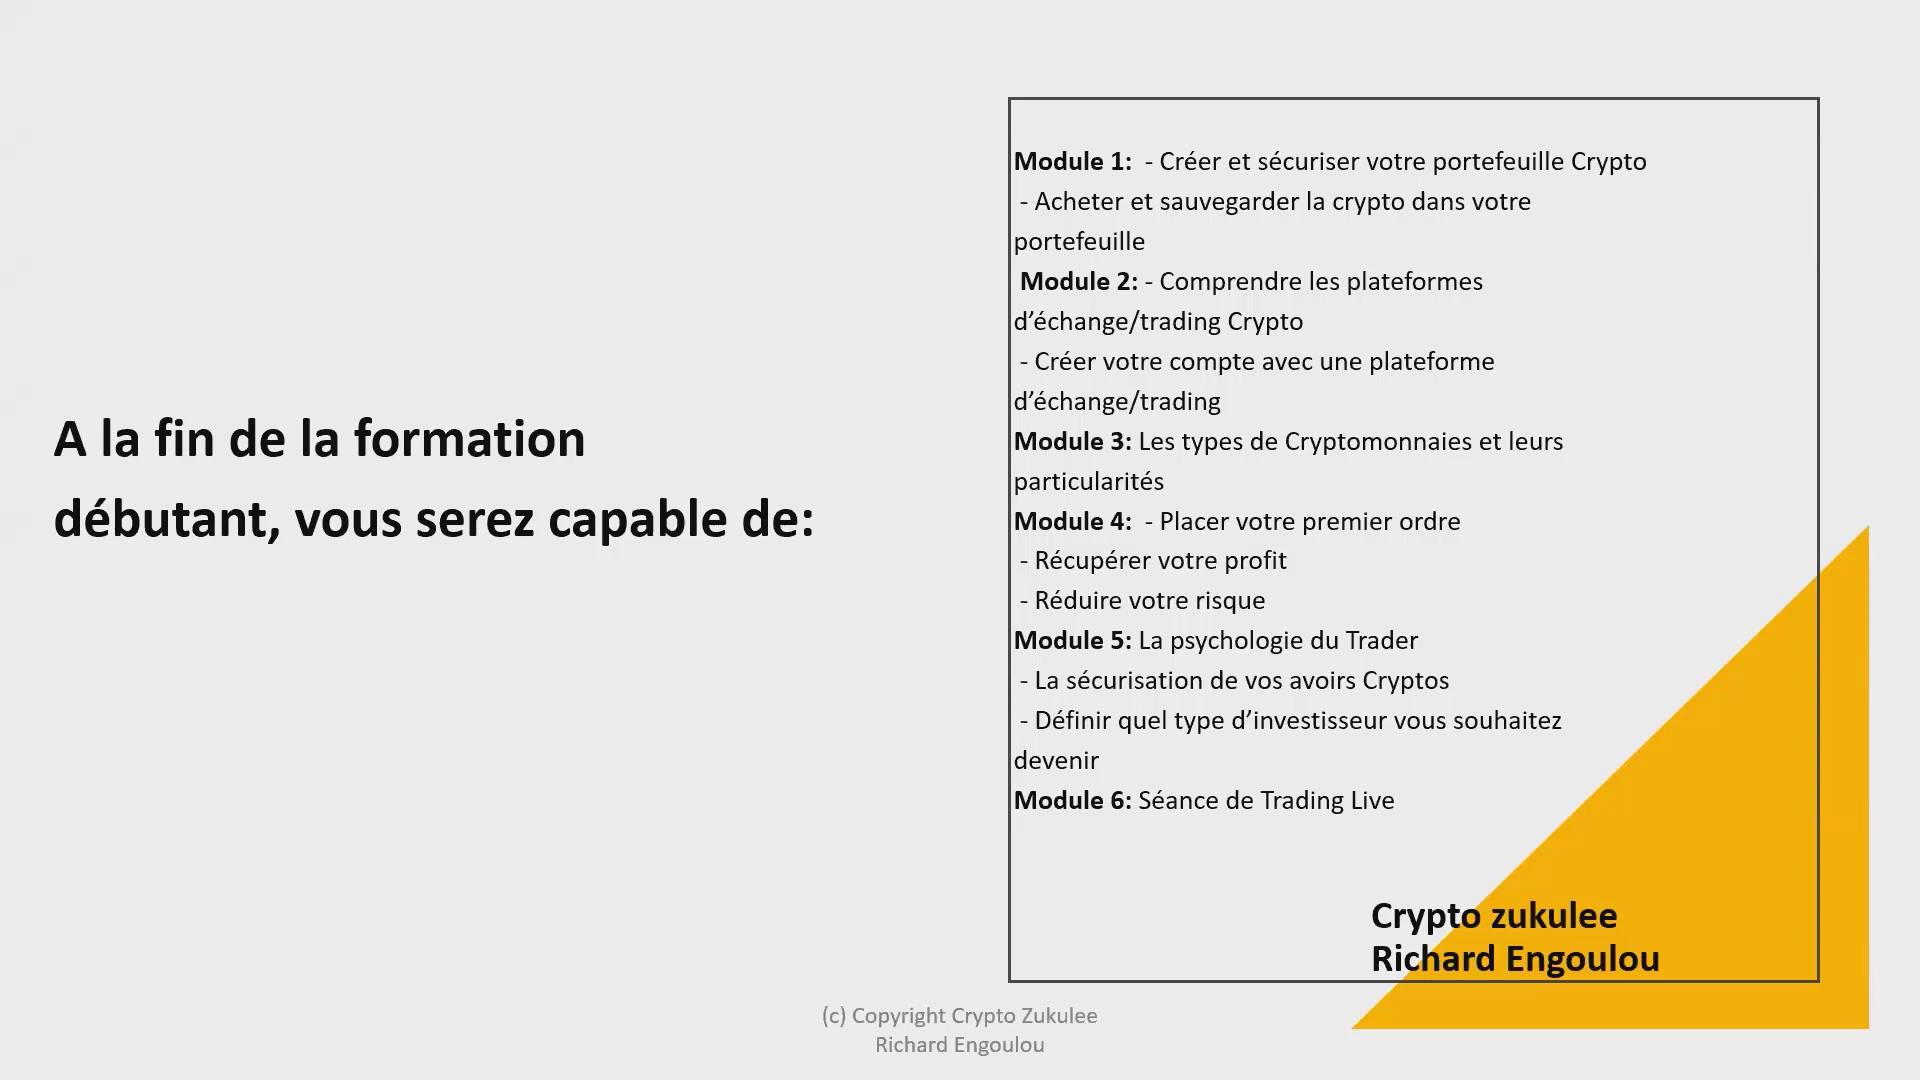 A la fin de la formation
débutant, vous serez capable de:
Module 1:  - Créer et sécuriser votre portefeuille Crypto
- Acheter et sauvegarder la crypto dans votre
portefeuille
Module 2: - Comprendre les plateformes
d’échange/trading Crypto
- Créer votre compte avec une plateforme
d’échange/trading
Module 3: Les types de Cryptomonnaies et leurs
particularités
Module 4:  - Placer votre premier ordre
- Récupérer votre profit
- Réduire votre risque
Module 5: La psychologie du Trader
- La sécurisation de vos avoirs Cryptos
- Définir quel type d’investisseur vous souhaitez
devenir
Module 6: Séance de Trading Live
Crypto zukulee
Richard Engoulou
(c) Copyright Crypto Zukulee
Richard Engoulou